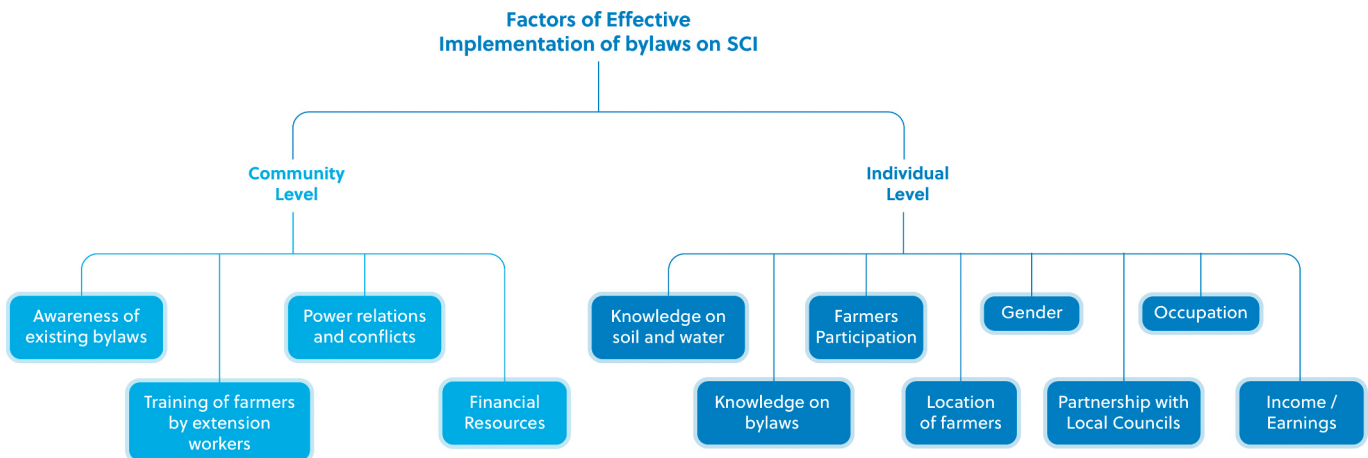 Factors of Effective
Implementation of bylaws on SCI
Community
Level
Individual
Level
Awareness of
existing bylaws
Training of farmers
by extension
workers
Power relations
and conflicts
Financial
Resources
Knowledge on
soil and water
Knowledge on
bylaws
Farmers
Participation
Location
of farmers
Gender
Partnership with
Local Councils
Occupation
Income /
Earnings